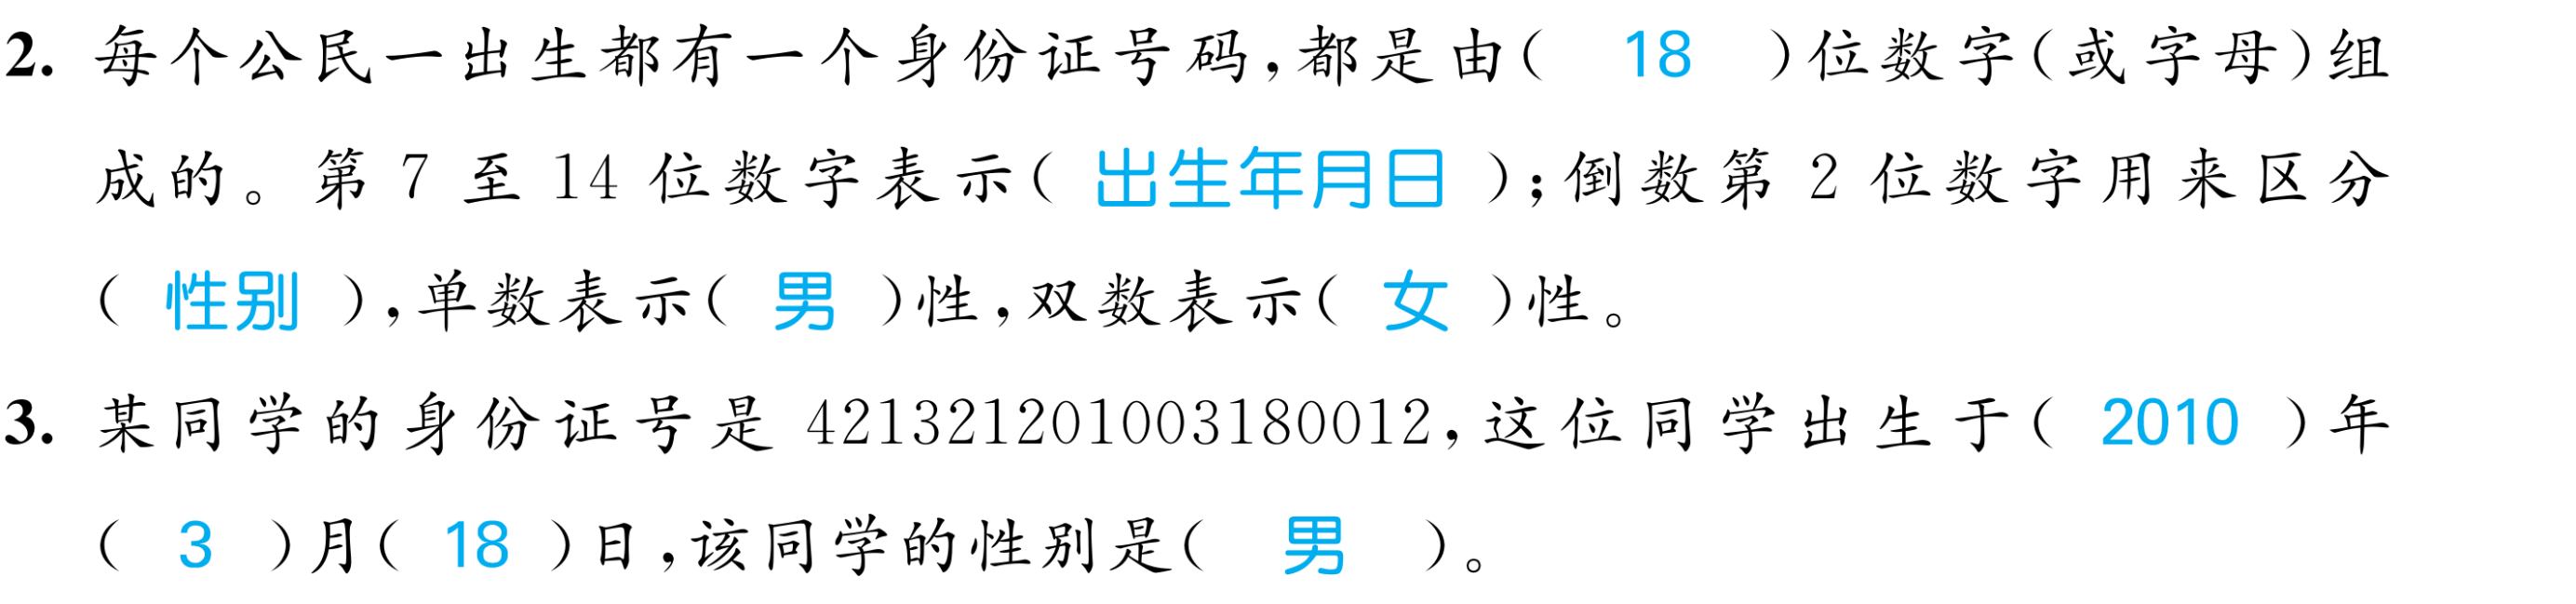 2. 每个公民一出生都有一个身份证号码,都是由( 18 )位数字(或字母)组
成的。第 7 至 14 位数字表示( 出生年月日 );倒数第 2 位数字用来区分
( 性别 ),单数表示( 男 )性,双数表示( 女 )性。
3. 某同学的身份证号是 421321201003180012,这位同学出生于( 2010 )年
( 3 )月( 18 )日,该同学的性别是( 男 )。